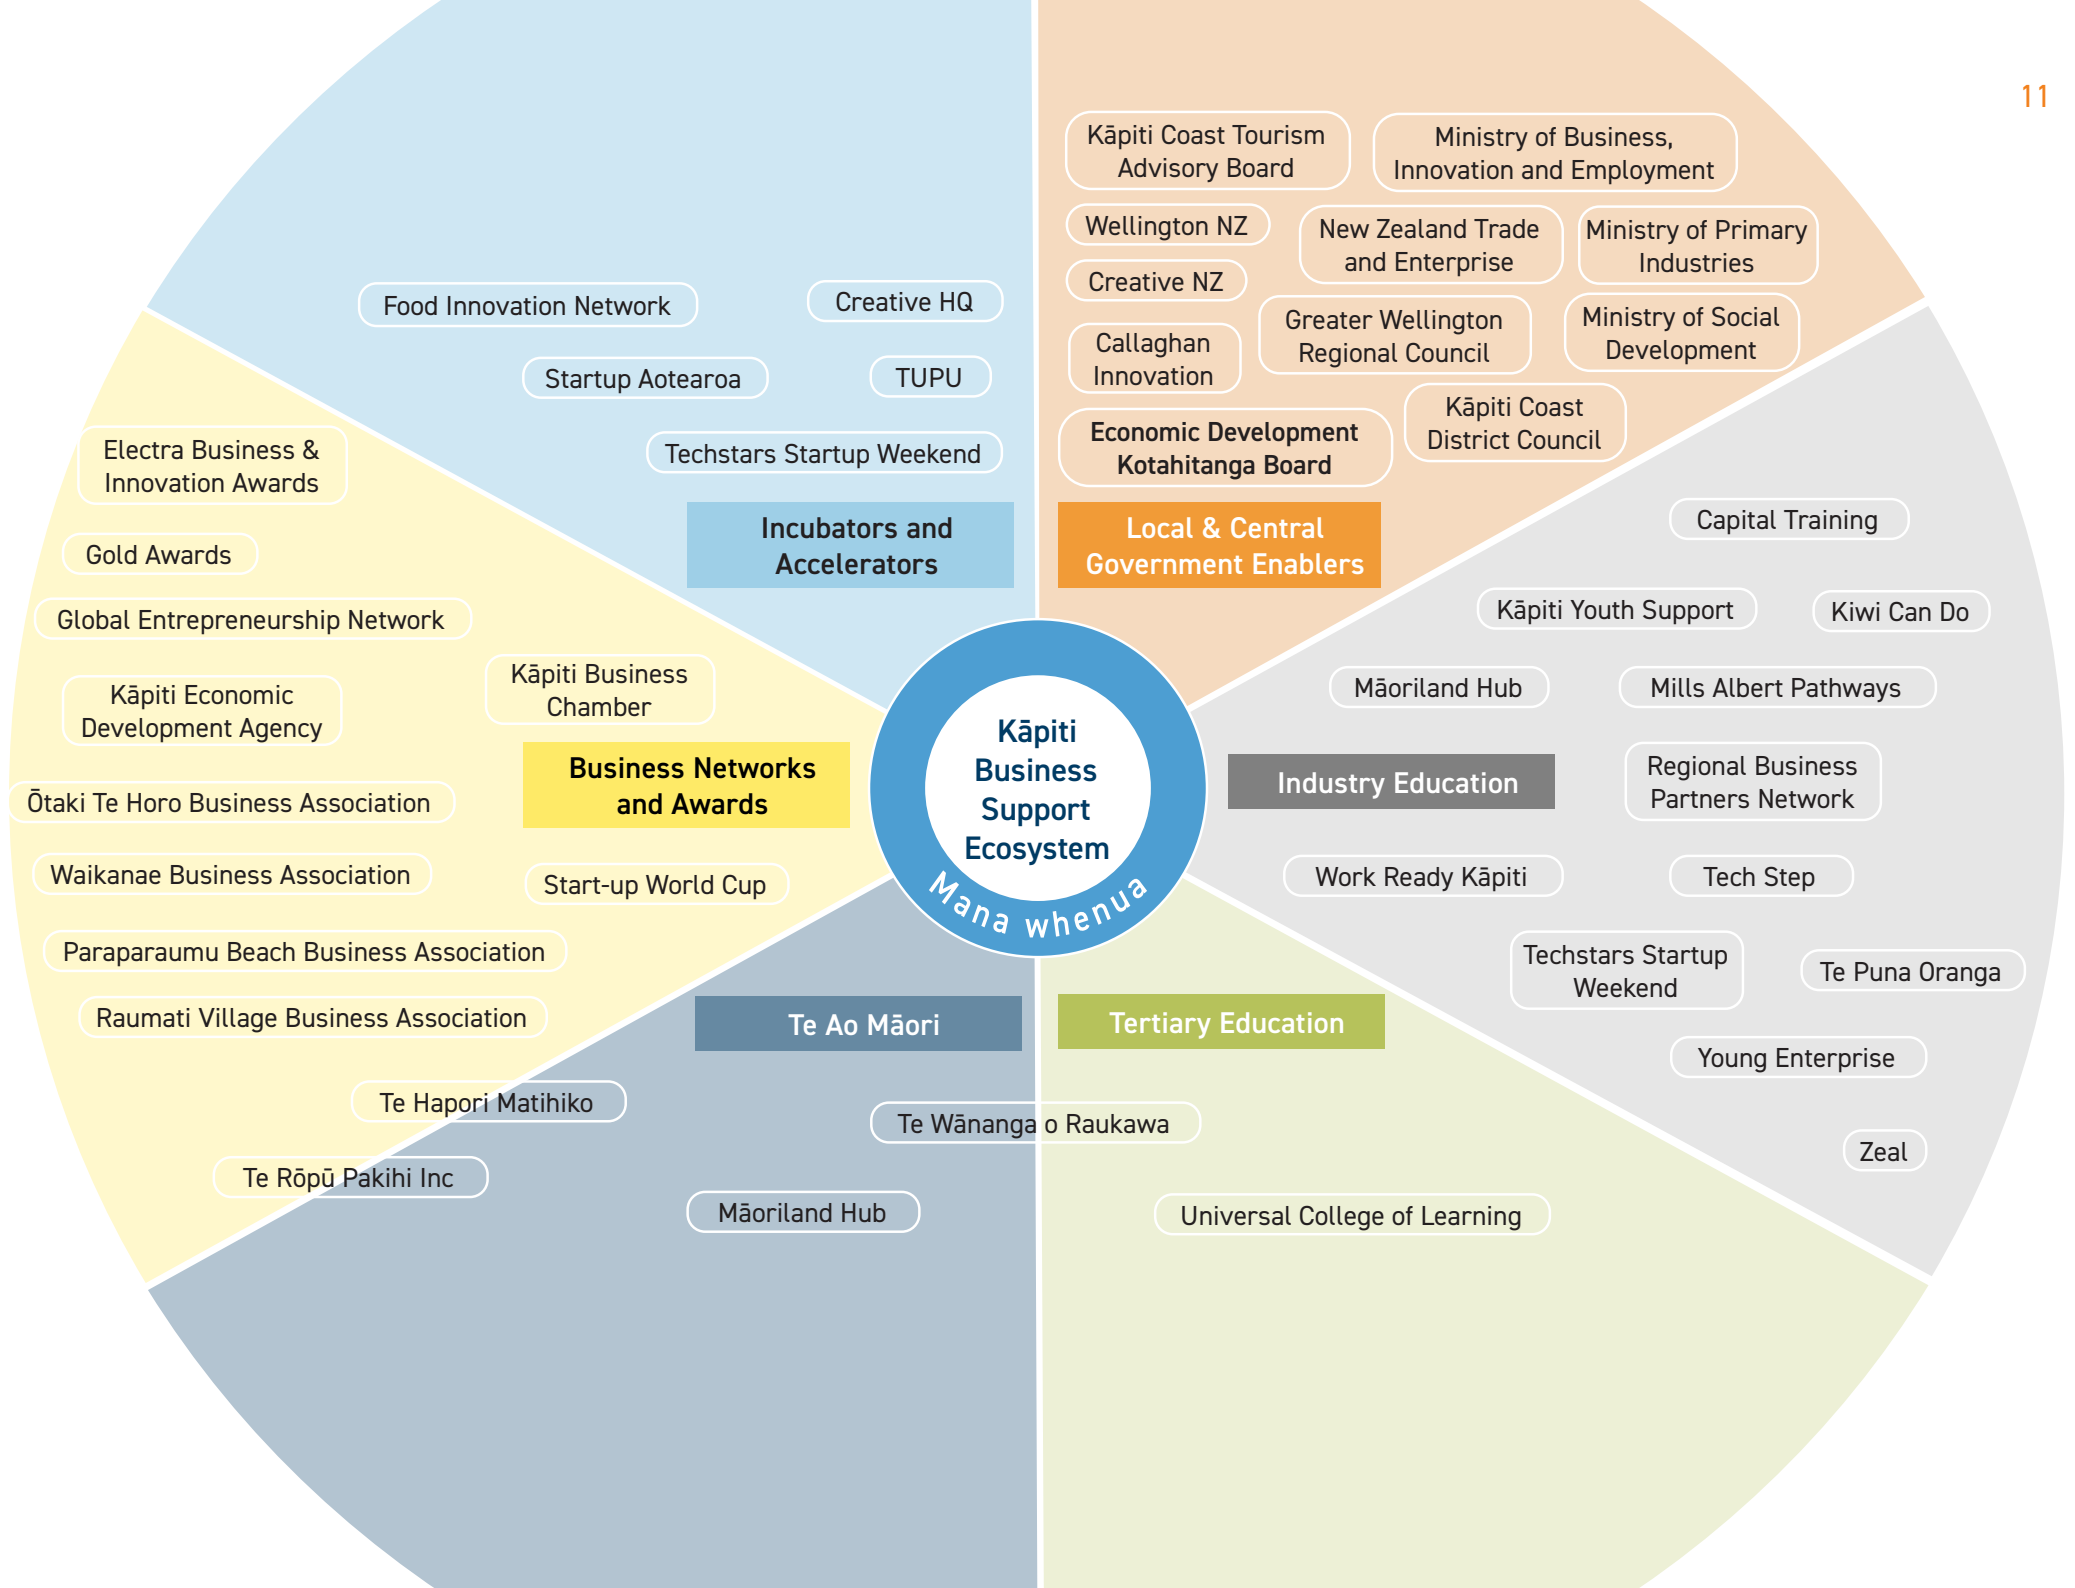 11
Kāpiti Coast Tourism
Advisory Board
Ministry of Business,
Innovation and Employment
Wellington NZ
New Zealand Trade
and Enterprise
Ministry of Primary
Industries
Creative NZ
Greater Wellington
Regional Council
Ministry of Social
Development
Callaghan
Innovation
Kāpiti Coast
District Council
Economic Development
Kotahitanga Board
Local & Central
Government Enablers
Food Innovation Network
Creative HQ
Startup Aotearoa
TUPU
Techstars Startup Weekend
Incubators and
Accelerators
Electra Business &
Innovation Awards
Gold Awards
Global Entrepreneurship Network
Kāpiti Business
Chamber
Kāpiti Economic
Development Agency
Business Networks
and Awards
Ōtaki Te Horo Business Association
Waikanae Business Association
Start-up World Cup
Paraparaumu Beach Business Association
Raumati Village Business Association
Te Hapori Matihiko
Te Rōpū Pakihi Inc
Kāpiti
Business
Support
Ecosystem
Mana whenua
Capital Training
Kāpiti Youth Support
Kiwi Can Do
Māoriland Hub
Mills Albert Pathways
Industry Education
Regional Business
Partners Network
Work Ready Kāpiti
Tech Step
Techstars Startup
Weekend
Te Puna Oranga
Young Enterprise
Zeal
Te Ao Māori
Te Wānanga o Raukawa
Māoriland Hub
Tertiary Education
Universal College of Learning